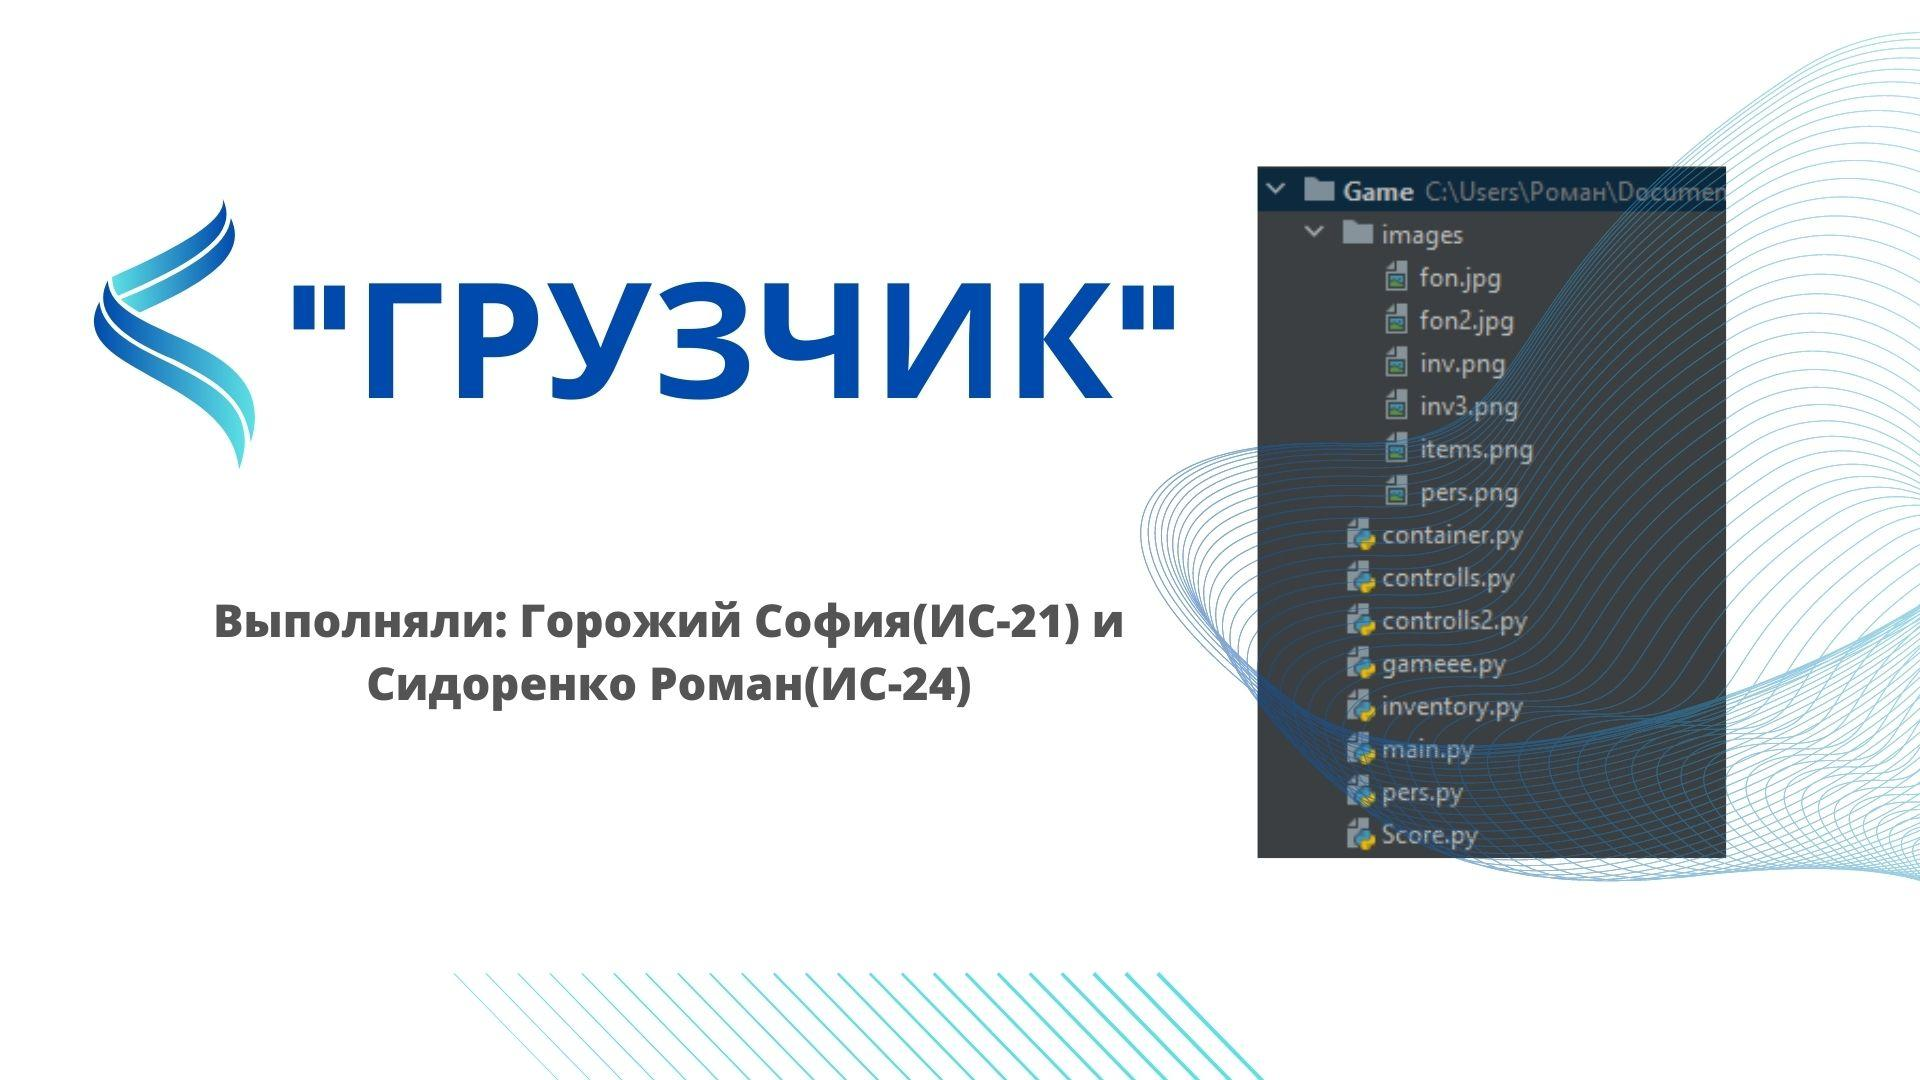 "ГРУЗЧИК"
Выполняли: Горожий София(ИС-21) и
Сидоренко Роман(ИС-24)
Game C:\Users\Роман\Documen
images
fon.jpg
fon2.jpg
inv.png
inv3.png
items.png
pers.png
container.py
controlls.py
controlls2.py
gameee.py
inventory.py
main.py
pers.py
Score.py